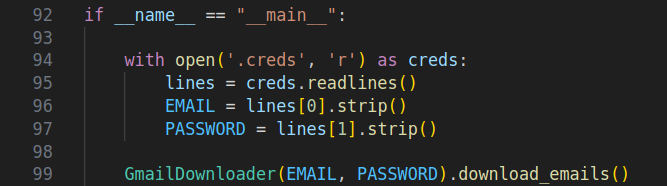 92 if __name__ == "__main__":
93
94     with open('.creds', 'r') as creds:
95         lines = creds.readlines()
96         EMAIL = lines[0].strip()
97         PASSWORD = lines[1].strip()
98
99     GmailDownloader(EMAIL, PASSWORD).download_emails()